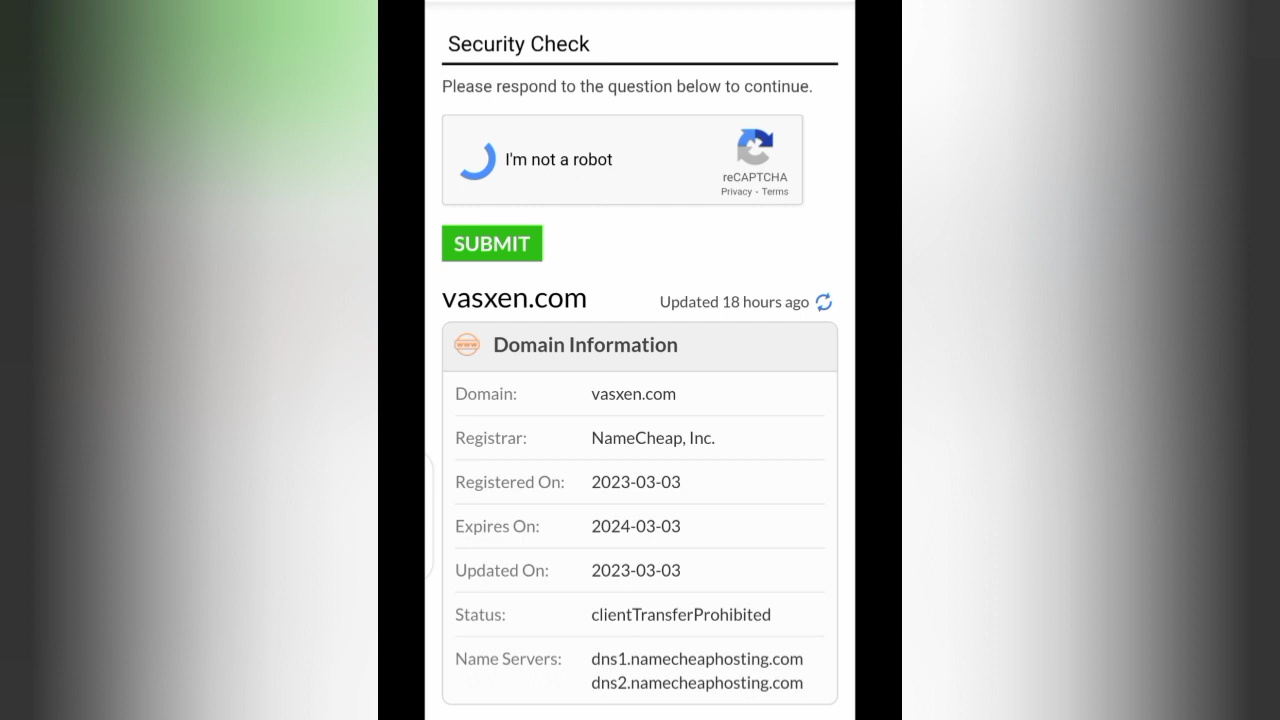 Security Check
Please respond to the question below to continue.
I'm not a robot
reCAPTCHA
Privacy - Terms
SUBMIT
vasxen.com Updated 18 hours ago
www Domain Information
Domain: vasxen.com
Registrar: NameCheap, Inc.
Registered On: 2023-03-03
Expires On: 2024-03-03
Updated On: 2023-03-03
Status: clientTransferProhibited
Name Servers: dns1.namecheaphosting.com
dns2.namecheaphosting.com